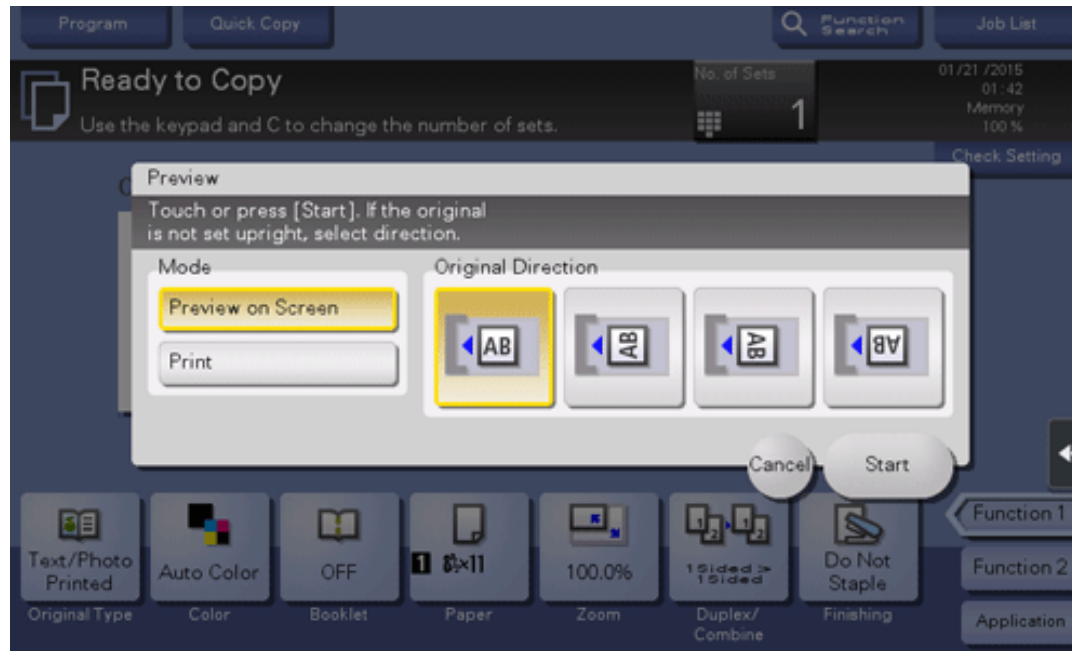 Program
Quick Copy
Function
Search
Job List
Ready to Copy
Use the keypad and C to change the number of sets.
No. of Sets
1
01/21 /2015
01:42
Memory
100 %
Check Setting
Preview
Touch or press [Start]. If the original
is not set upright, select direction.
Mode
Preview on Screen
Print
Original Direction
AB
AB
AB
AB
Cancel
Start
Text/Photo
Printed
Original Type
Auto Color
Color
OFF
Booklet
1 8½×11
Paper
100.0%
Zoom
1 2 1 2
1Sided >
1Sided
Duplex/
Combine
Do Not
Staple
Finishing
Function 1
Function 2
Application